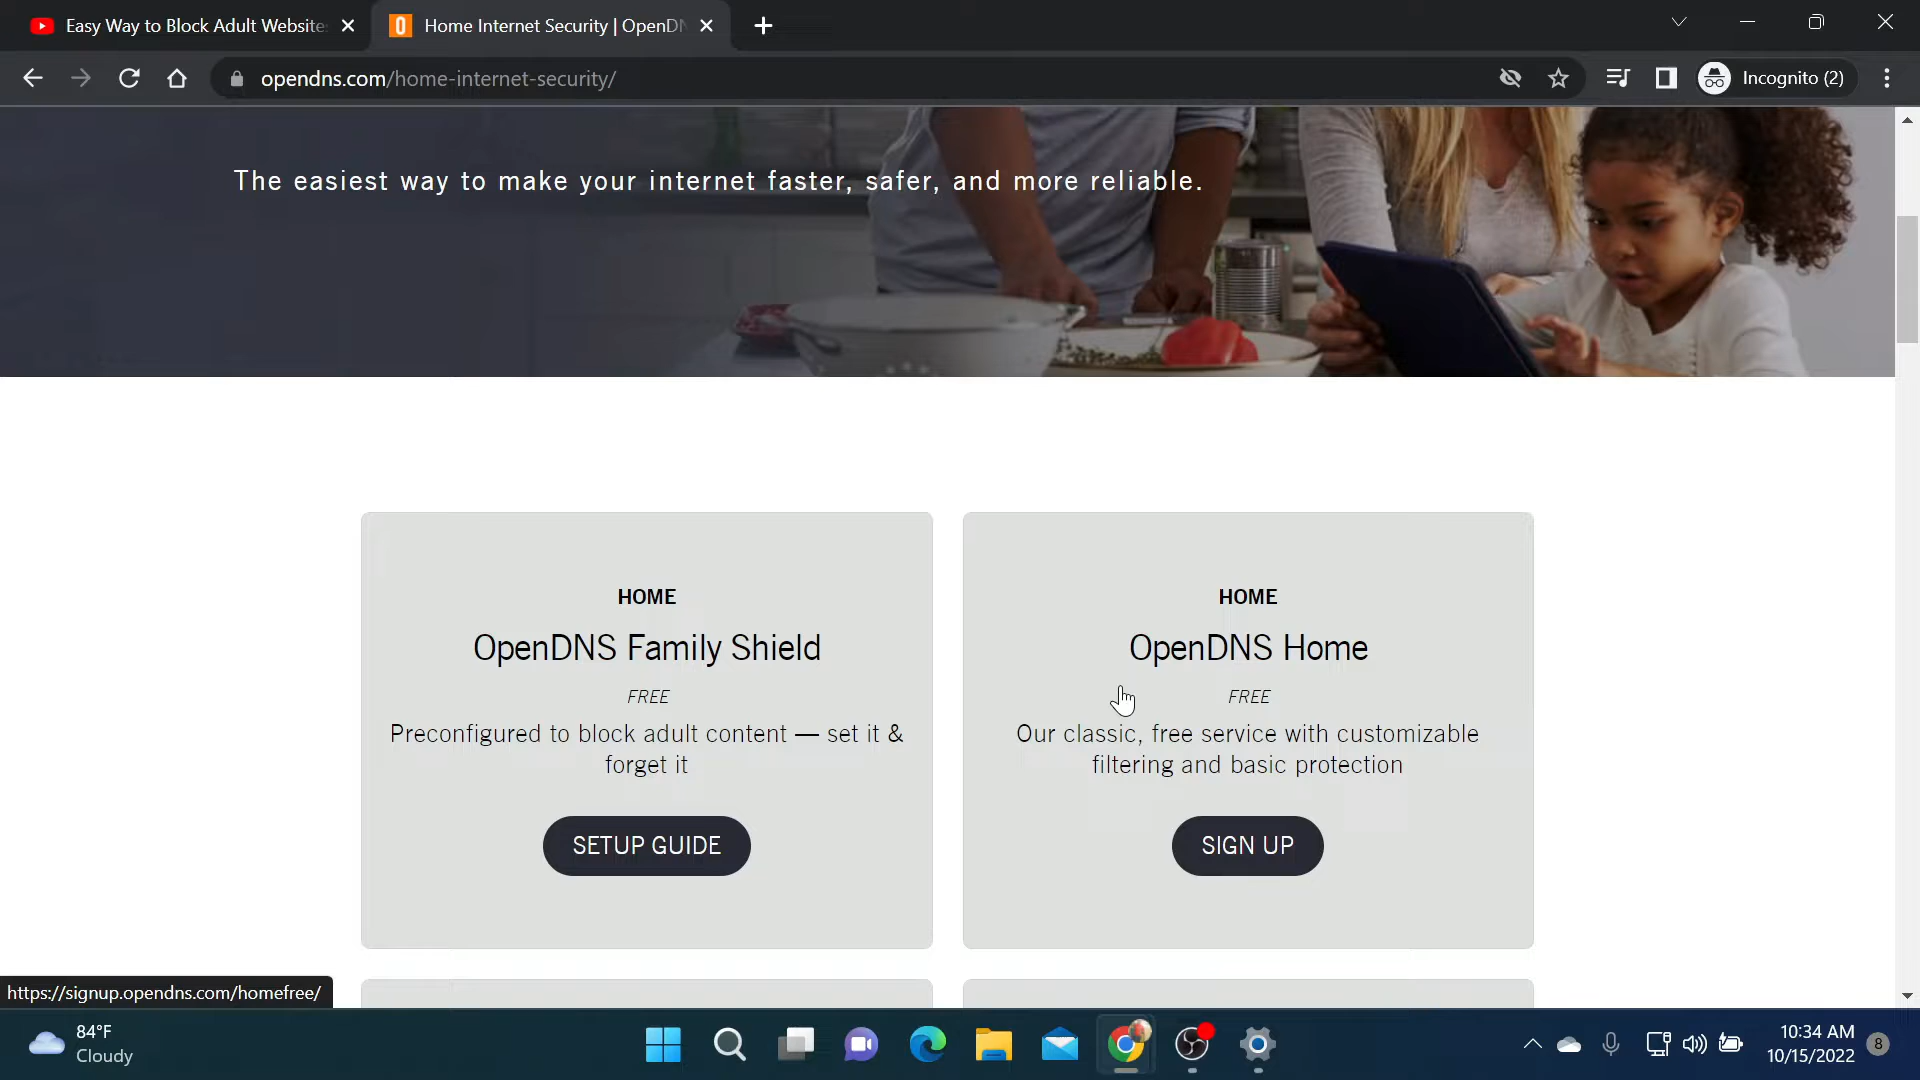 Easy Way to Block Adult Website
Home Internet Security | OpenDN
opendns.com/home-internet-security/
Incognito (2)
The easiest way to make your internet faster, safer, and more reliable.
HOME
OpenDNS Family Shield
FREE
Preconfigured to block adult content — set it &
forget it
SETUP GUIDE
HOME
OpenDNS Home
FREE
Our classic, free service with customizable
filtering and basic protection
SIGN UP
https://signup.opendns.com/homefree/
84°F
Cloudy
10:34 AM
10/15/2022
8